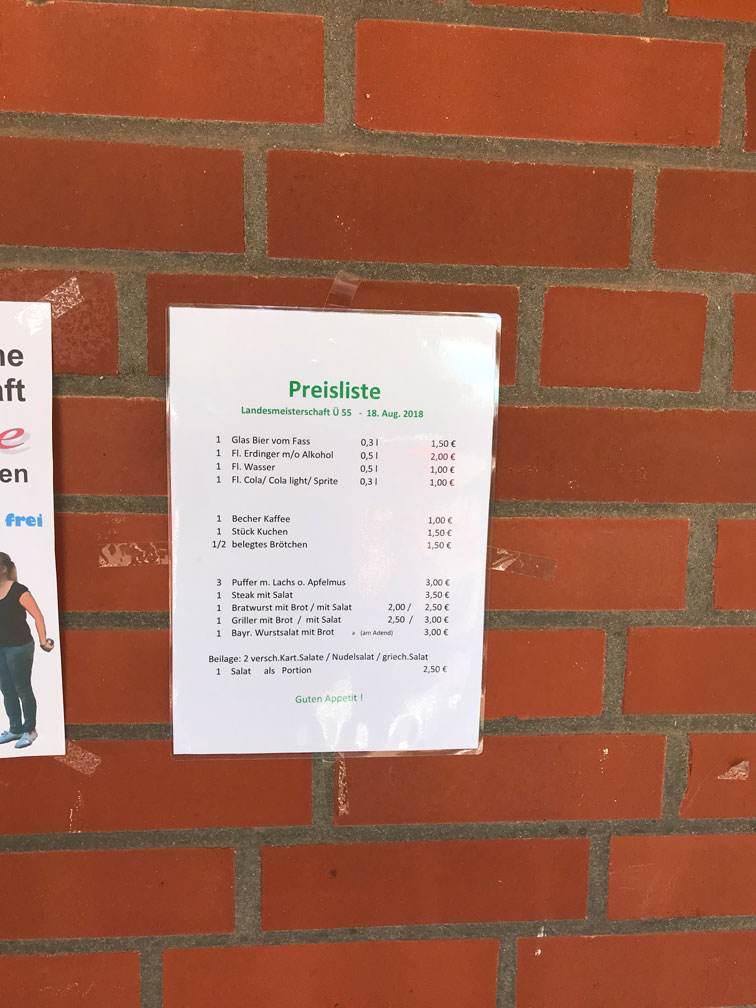 ne
aft
e
en
frei
Preisliste
Landesmeisterschaft Ü 55 - 18. Aug. 2018
1 Glas Bier vom Fass 0,3 l 1,50 €
1 Fl. Erdinger m/o Alkohol 0,5 l 2,00 €
1 Fl. Wasser 0,5 l 1,00 €
1 Fl. Cola/ Cola light/ Sprite 0,3 l 1,00 €
1 Becher Kaffee 1,00 €
1 Stück Kuchen 1,50 €
1/2 belegtes Brötchen 1,50 €
3 Puffer m. Lachs o. Apfelmus 3,00 €
1 Steak mit Salat 3,50 €
1 Bratwurst mit Brot / mit Salat 2,00 / 2,50 €
1 Griller mit Brot / mit Salat 2,50 / 3,00 €
1 Bayr. Wurstsalat mit Brot a (am Adend) 3,00 €
Beilage: 2 versch.Kart.Salate / Nudelsalat / griech.Salat
1 Salat als Portion 2,50 €
Guten Appetit !